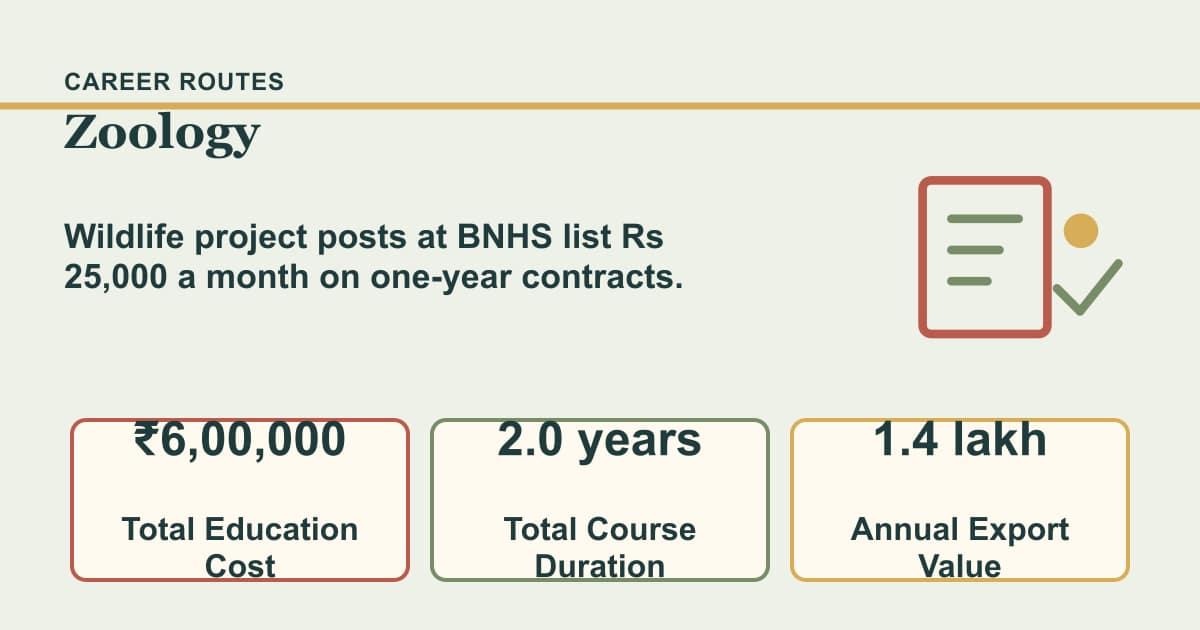 CAREER ROUTES
Zoology
Wildlife project posts at BNHS list Rs
25,000 a month on one-year contracts.
₹6,00,000
Total Education
Cost
2.0 years
Total Course
Duration
1.4 lakh
Annual Export
Value